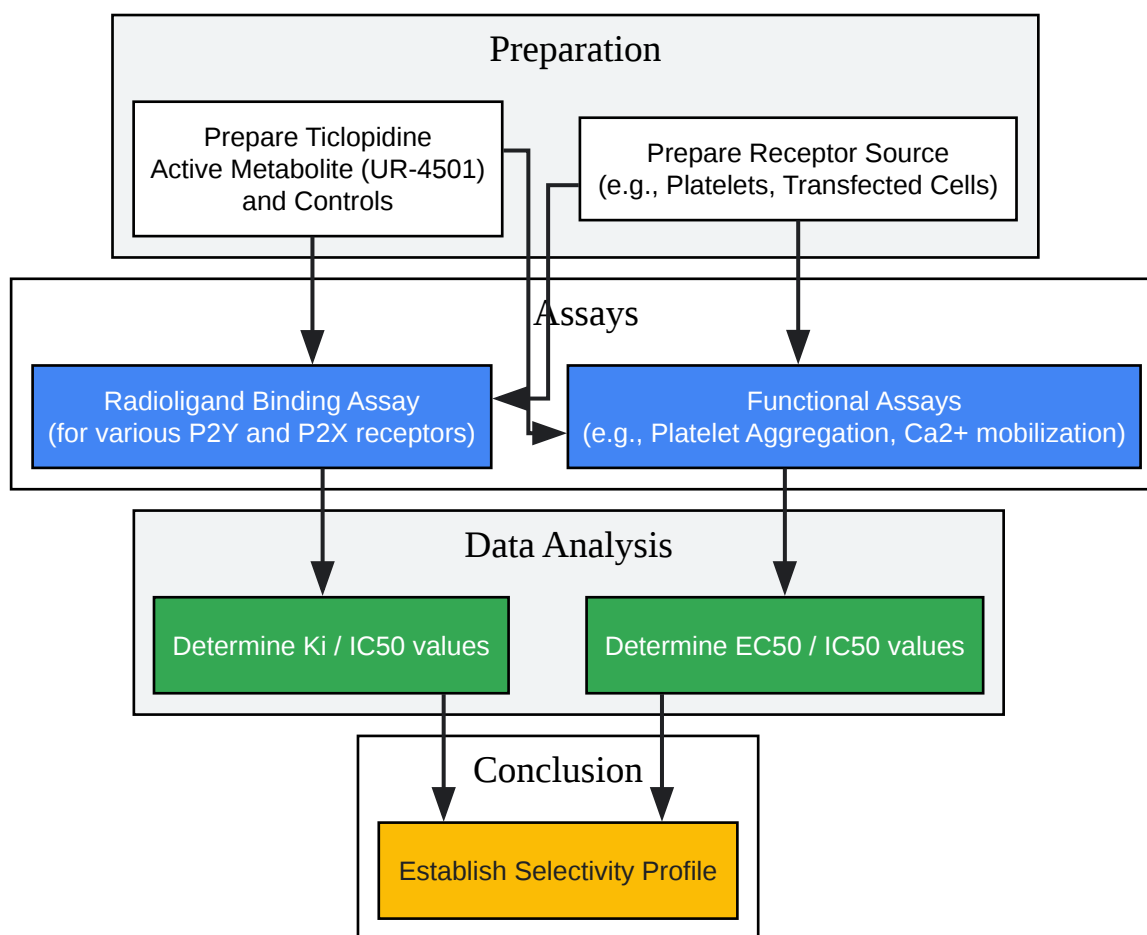 Preparation
Prepare Ticlopidine
Active Metabolite (UR-4501)
and Controls
Prepare Receptor Source
(e.g., Platelets, Transfected Cells)
Assays
Radioligand Binding Assay
(for various P2Y and P2X receptors)
Functional Assays
(e.g., Platelet Aggregation, Ca2+ mobilization)
Data Analysis
Determine Ki / IC50 values
Determine EC50 / IC50 values
Conclusion
Establish Selectivity Profile